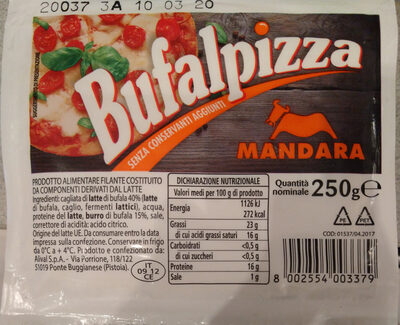 20037 3A 10 03 20
Bufalpizza
SENZA CONSERVANTI AGGIUNTI
SUGGERIMENTO DI PRESENTAZIONE
MANDARA
PRODOTTO ALIMENTARE FILANTE COSTITUITO
DA COMPONENTI DERIVATI DAL LATTE
Ingredienti: cagliata di latte di bufala 40% (latte
di bufala, caglio, fermenti lattici), acqua,
proteine del latte, burro di bufala 15%, sale,
correttore di acidità: acido citrico.
Origine del latte UE. Da consumare entro la data
impressa sulla confezione. Conservare in frigo
da 0°C a + 4°C. Prodotto e confezionato da:
Alival S.p.A. - Via Porrione, 118/122
51019 Ponte Buggianese (Pistoia).
IT
09 12
CE
DICHIARAZIONE NUTRIZIONALE
Valori medi per 100 g di prodotto
Energia 1126 kJ
272 kcal
Grassi 23 g
di cui acidi grassi saturi 16 g
Carboidrati <0,5 g
di cui zuccheri <0,5 g
Proteine 16 g
Sale 1 g
Quantità
nominale 250g e
COD: 01537/04.2017
8 002554 003379